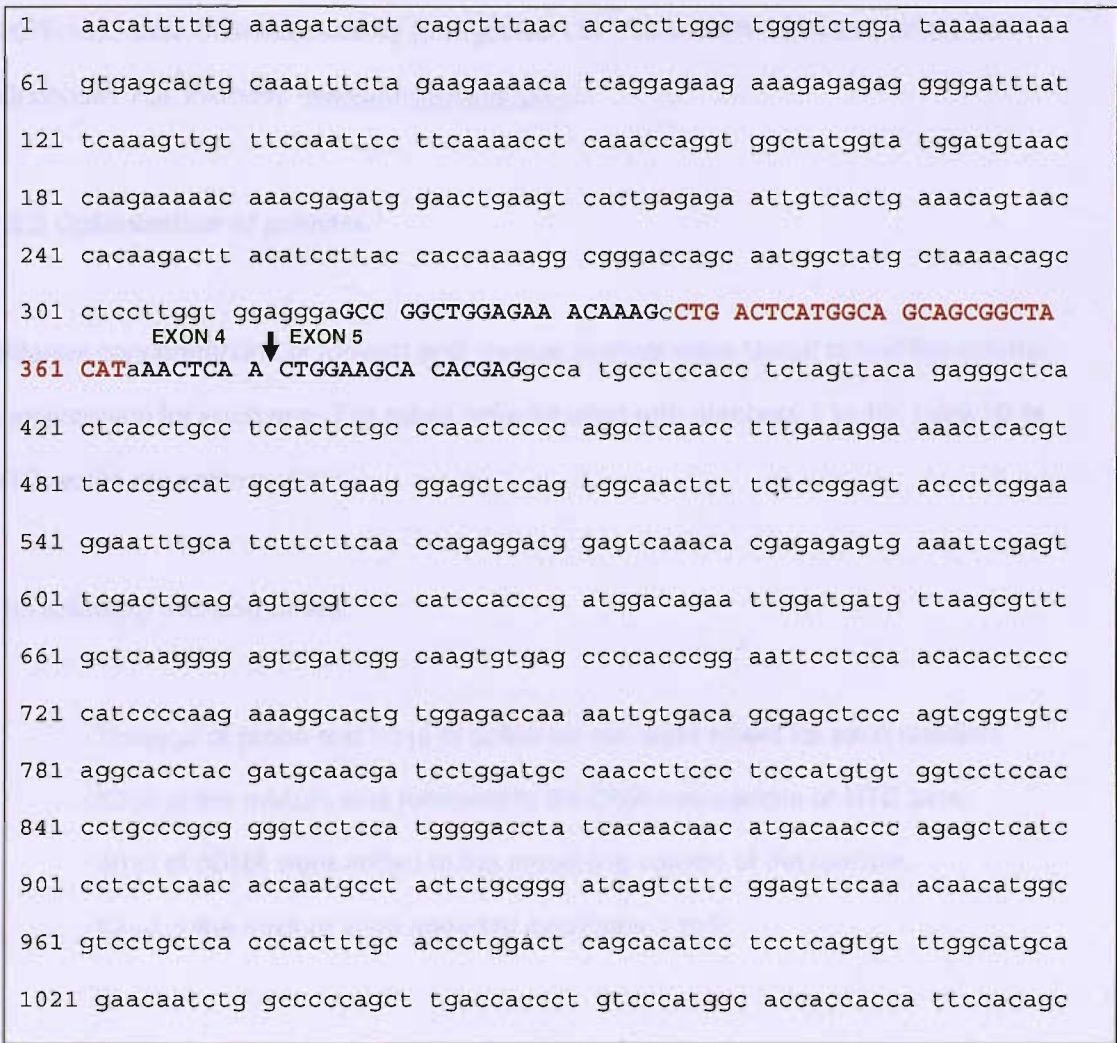 1 aacatttttg aaagatcaat cagctttaac tcacatttggg atgggtctgga taaaaaaaaa
61 gtgagcattg aaaatttcta gaagaaaaca tcaggagaag aaagagagag ggggatttat
121 tcaaagttgt ttccaattcc tccaaaacct caaaccaggt ggctatggta tggatgtaac
181 caagaaaaac aaacgagatg gaactgaagt cactgagaga attgtcactg aaacagtaac
241 cacaagactt acatccttac caccaaaagg cgggaccagc aatggctatg ctaaaacagc
301 ctccttggt ggagggaGCC GGCTGGAGAA ACAAAGcCTG ACTCATGGCA GCAGCGGCTA
EXON 4 EXON 5
361 CATaAACTCA A CTGGAAGCA CACGAGgcca tgcctccacc tctagttaca gagggctca
421 ctcacctgcc tccactctgc ccaactcccc aggctcaacc tttgaaagga aaactcacgt
481 tacccgccat gcgtatgaag ggagctccag tggcaactct tctccggagt accctcggaa
541 ggaatttgca tcttcttcaa ccagaggacg gagtcaaaca cgagagagtg aaattcgagt
601 tcgactgcag agtgcgtccc catccacccg atggacagaa ttggatgatg ttaagcgttt
661 gctcaagggg agtcgatcgg caagtgtgag ccccacccgg aattcctcca acacactccc
721 catccccaag aaaggcactg tggagaccaa aattgtgaca gcgagctccc agtcggtgtc
781 aggcacctac gatgcaacga tcctggatgc caaccttccc tcccatgtgt ggtcctccac
841 cctgcccgcg gggtcctcca tggggaccta tcacaacaac atgacaaccc agagctcatc
901 cctcctcaac accaatgcct actctgcggg atcagtcttc ggagttccaa acaacatggc
961 gtcctgctca cccactttgc accctggact cagcacatcc tcctcagtgt ttggcatgca
1021 gaacaatctg gcccccagct tgaccaccct gtcccatggc accaccacca ttccacagc